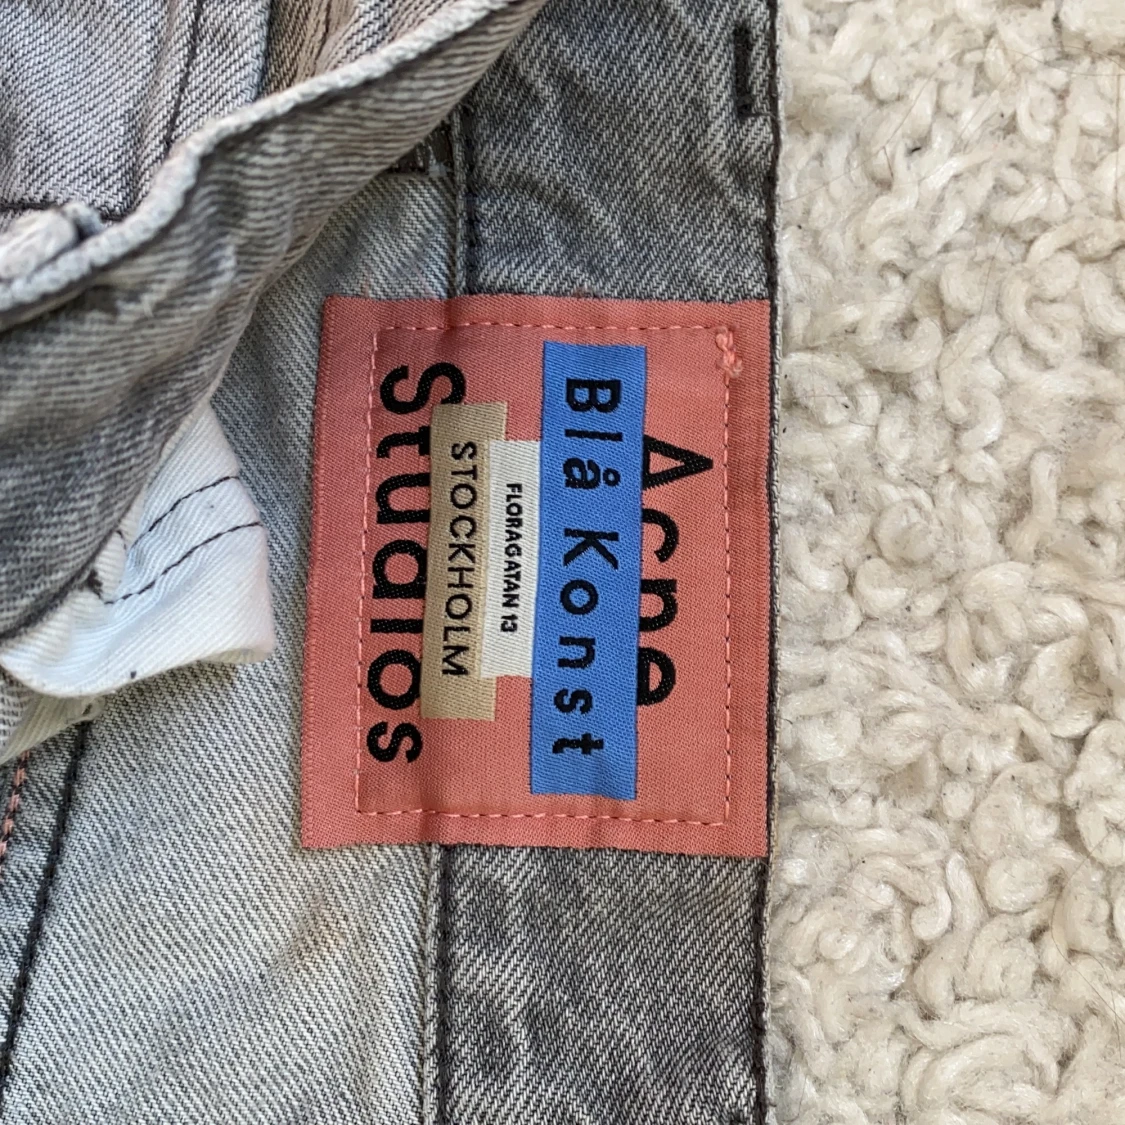 Acne
Blå Konst
FLORAGATAN 13
STOCKHOLM
Studios